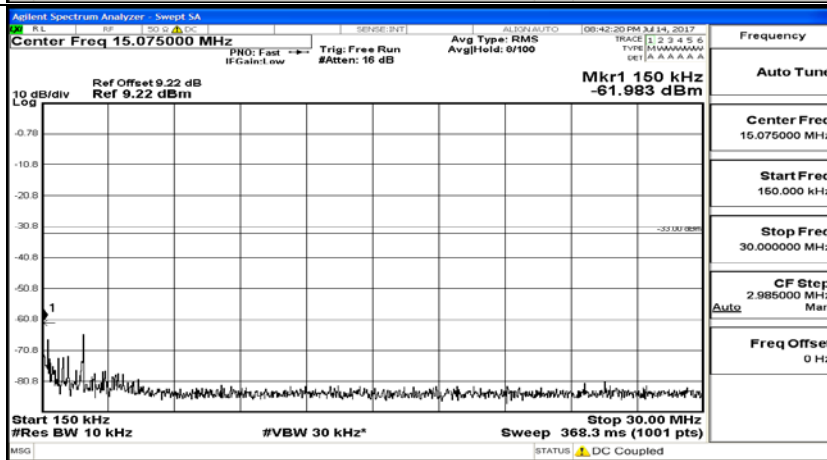 Agilent Spectrum Analyzer - Swept SA
RL RF 50 Ω DC SENSE:INT ALIGN AUTO 08:42:20 PM Jul 14, 2017
Center Freq 15.075000 MHz
PNO: Fast
IFGain:Low
Trig: Free Run
#Atten: 16 dB
Avg Type: RMS
Avg|Hold: 8/100
TRACE 1 2 3 4 5 6
TYPE MWWWWW
DET A A A A A A
Mkr1 150 kHz
-61.983 dBm
Ref Offset 9.22 dB
10 dB/div Ref 9.22 dBm
Log
-0.78
-10.8
-20.8
-30.8
-33.00 dBm
-40.8
1
-60.8
-70.8
-80.8
Start 150 kHz Stop 30.00 MHz
#Res BW 10 kHz #VBW 30 kHz* Sweep 368.3 ms (1001 pts)
MSG STATUS DC Coupled
Frequency
Auto Tune
Center Freq
15.075000 MHz
Start Freq
150.000 kHz
Stop Freq
30.000000 MHz
CF Step
2.985000 MHz
Auto Man
Freq Offset
0 Hz